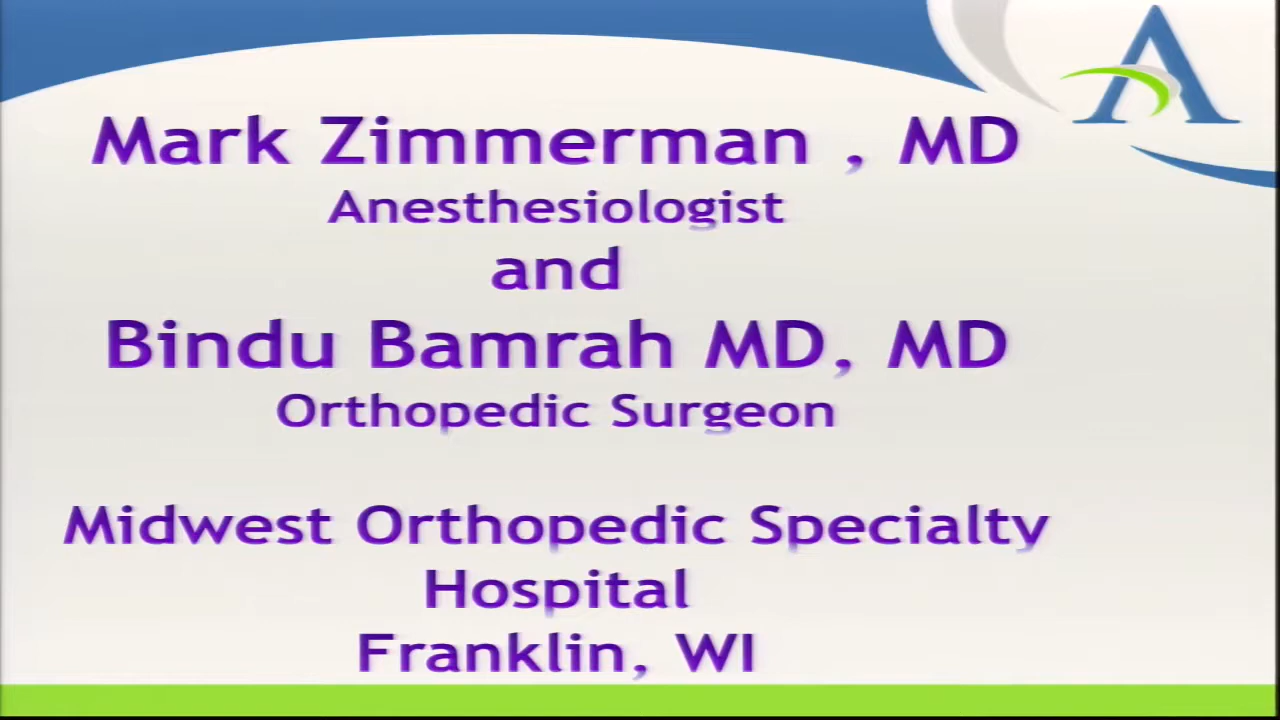 Mark Zimmerman , MD
Anesthesiologist
and
Bindu Bamrah MD, MD
Orthopedic Surgeon
Midwest Orthopedic Specialty
Hospital
Franklin, WI